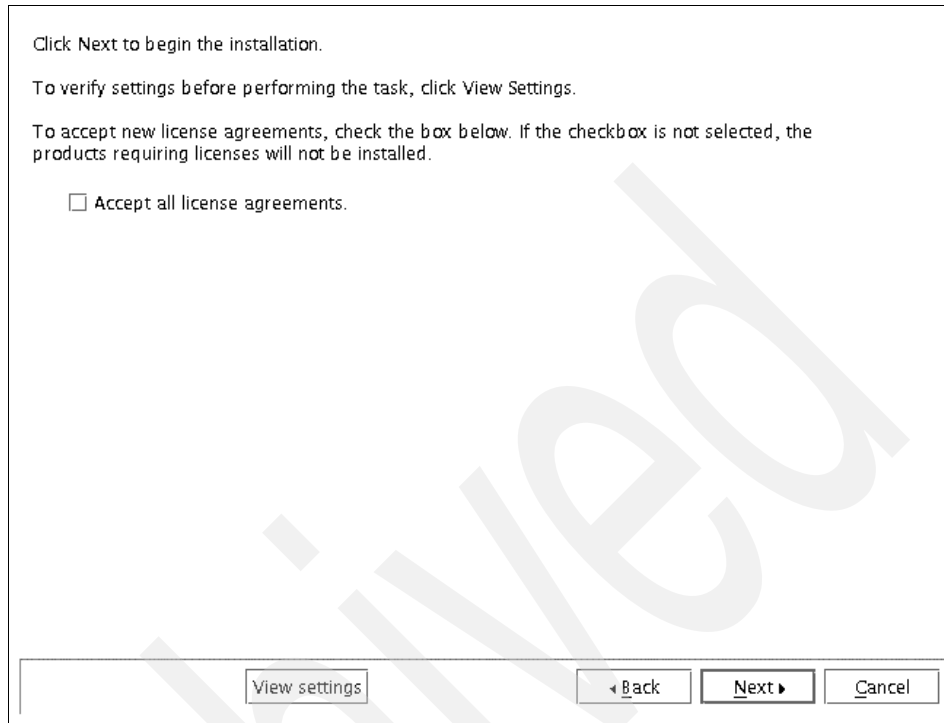 Click Next to begin the installation.
To verify settings before performing the task, click View Settings.
To accept new license agreements, check the box below. If the checkbox is not selected, the
products requiring licenses will not be installed.
Accept all license agreements.
View settings
Back
Next
Cancel
hived